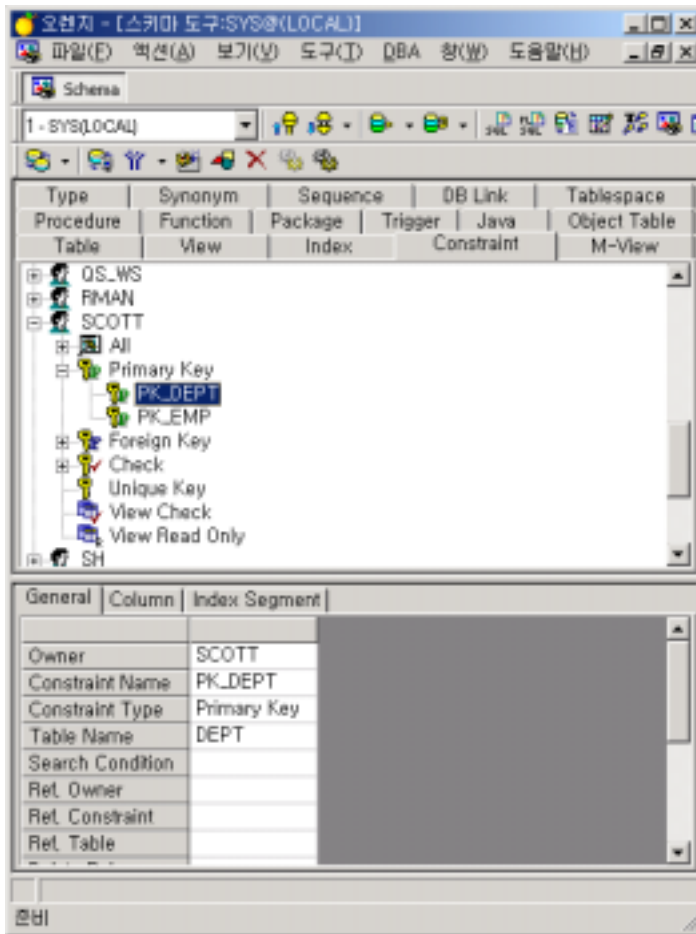 오렌지 - [스키마 도구:SYS@(LOCAL)]
파일(F) 액션(A) 보기(V) 도구(T) DBA 창(W) 도움말(H)
Schema
1 - SYS(LOCAL)
Type Synonym Sequence DB Link Tablespace
Procedure Function Package Trigger Java Object Table
Table View Index Constraint M-View
QS_WS
RMAN
SCOTT
All
Primary Key
PK_DEPT
PK_EMP
Foreign Key
Check
Unique Key
View Check
View Read Only
SH
General Column Index Segment
Owner SCOTT
Constraint Name PK_DEPT
Constraint Type Primary Key
Table Name DEPT
Search Condition
Ref. Owner
Ref. Constraint
Ref. Table
준비